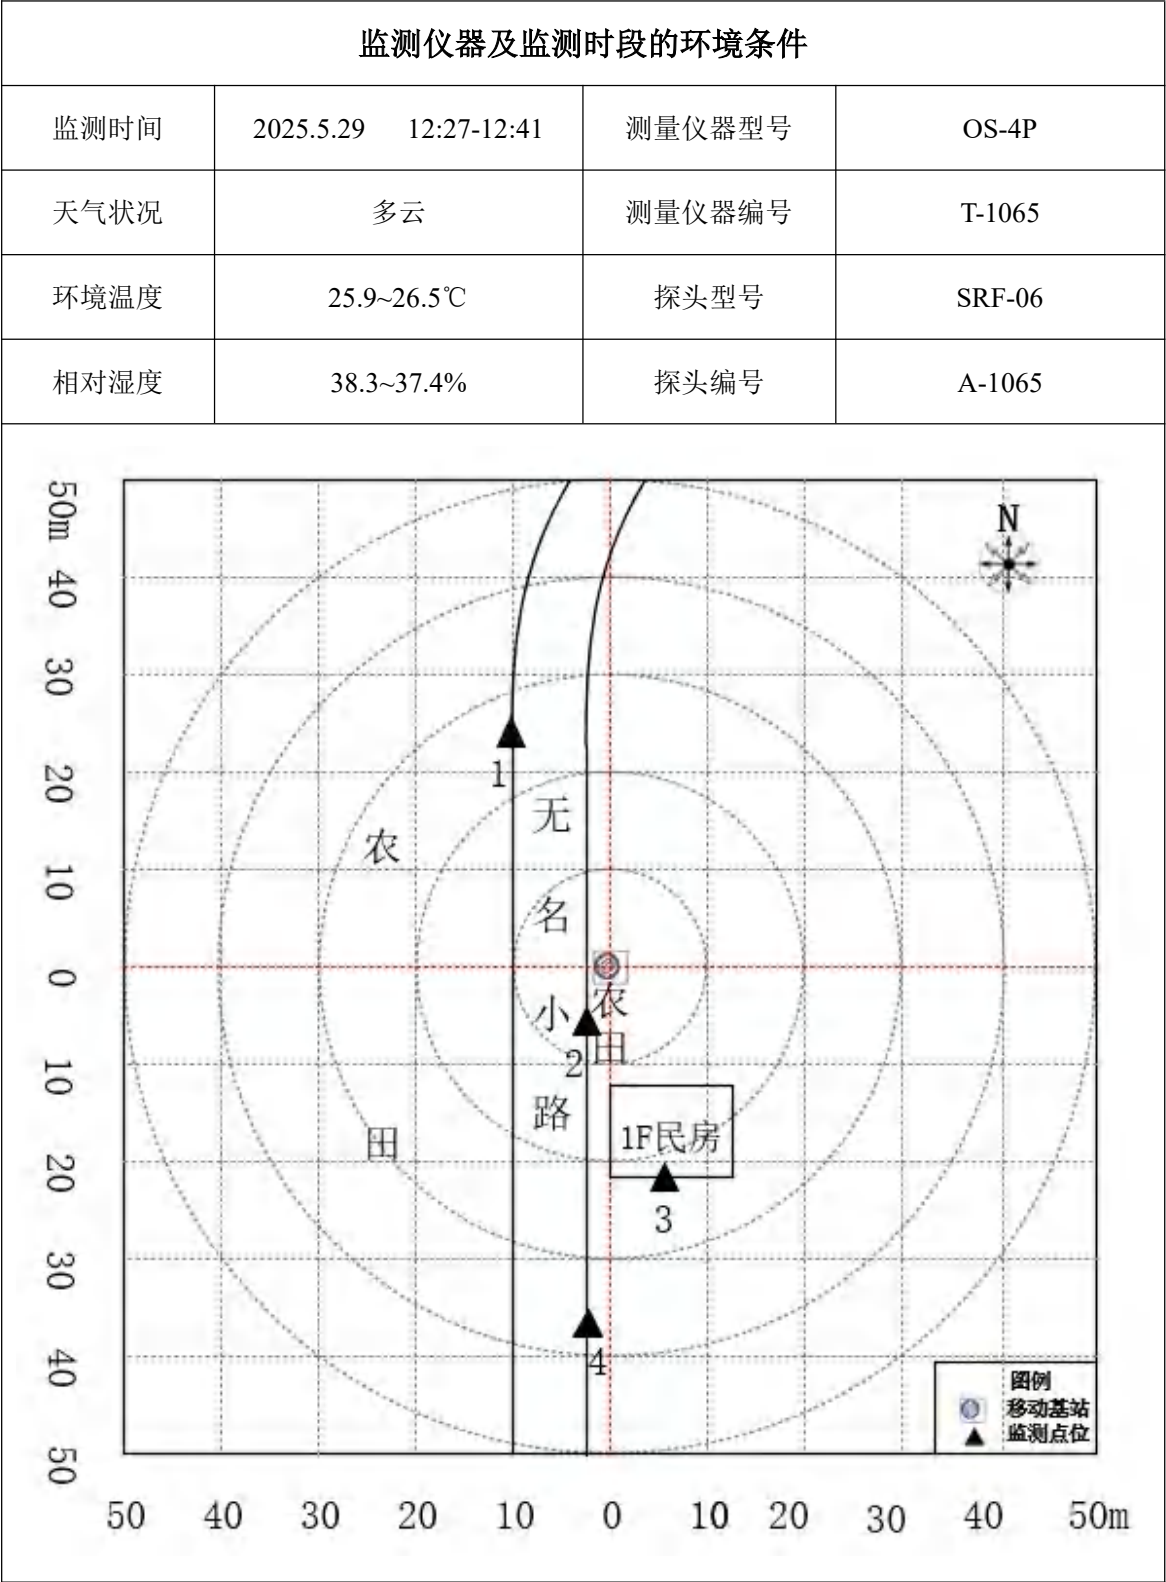 监测仪器及监测时段的环境条件
监测时间 2025.5.29 12:27-12:41 测量仪器型号 OS-4P
天气状况 多云 测量仪器编号 T-1065
环境温度 25.9~26.5℃ 探头型号 SRF-06
相对湿度 38.3~37.4% 探头编号 A-1065
50m
40
30
20
10
0
10
20
30
40
50
N
1
无
名
小
路
农
田
农
田
2
1F民房
3
4
图例
移动基站
监测点位
50 40 30 20 10 0 10 20 30 40 50m